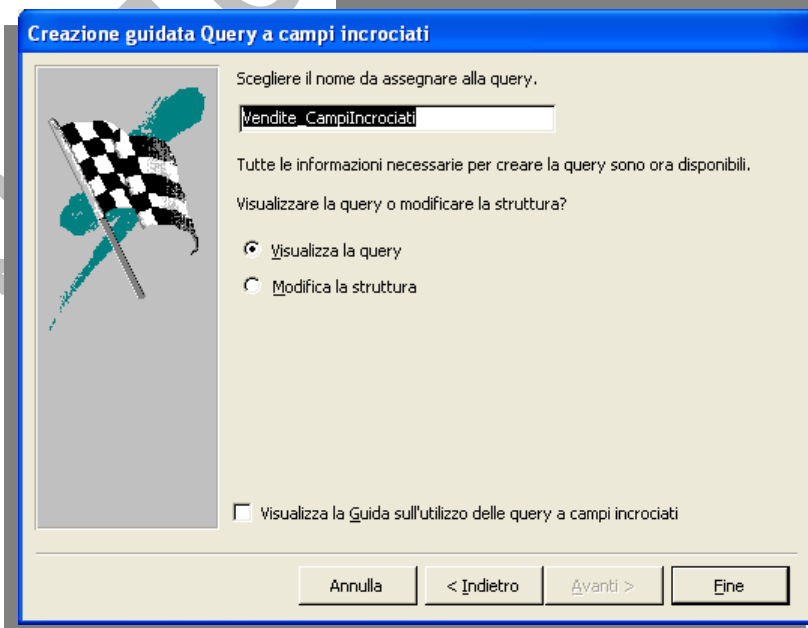 Creazione guidata Query a campi incrociati
Scegliere il nome da assegnare alla query.
Vendite_CampiIncrociati
Tutte le informazioni necessarie per creare la query sono ora disponibili.
Visualizzare la query o modificare la struttura?
Visualizza la query
Modifica la struttura
Visualizza la Guida sull'utilizzo delle query a campi incrociati
Annulla
< Indietro
Avanti >
Fine